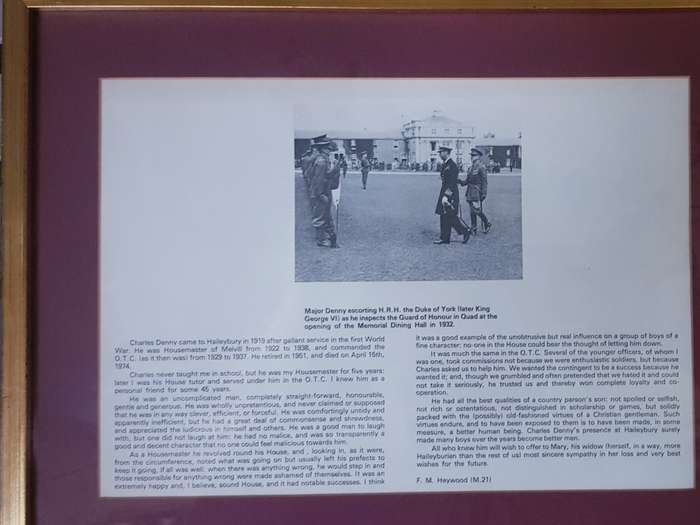 Major Denny escorting H.R.H. the Duke of York (later King
George VI) as he inspects the Guard of Honour in Quad at the
opening of the Memorial Dining Hall in 1932.
Charles Denny came to Haileybury in 1919 after gallant service in the first World
War. He was Housemaster of Melvill from 1922 to 1938, and commanded the
O.T.C. (as it then was) from 1929 to 1937. He retired in 1951, and died on April 15th,
1974.
Charles never taught me in school, but he was my Housemaster for five years:
later I was his House tutor and served under him in the O.T.C. I knew him as a
personal friend for some 45 years.
He was an uncomplicated man, completely straight-forward, honourable,
gentle and generous. He was wholly unpretentious, and never claimed or supposed
that he was in any way clever, efficient, or forceful. He was comfortingly untidy and
apparently inefficient, but he had a great deal of commonsense and shrewdness,
and appreciated the ludicrous in himself and others. He was a good man to laugh
with, but one did not laugh at him: he had no malice, and was so transparently a
good and decent character that no one could feel malicious towards him.
As a Housemaster he revolved round his House, and , looking in, as it were,
from the circumference, noted what was going on but usually left his prefects to
keep it going, if all was well: when there was anything wrong, he would step in and
those responsible for anything wrong were made ashamed of themselves. It was an
extremely happy and, I believe, sound House, and it had notable successes. I think
it was a good example of the unobtrusive but real influence on a group of boys of a
fine character: no-one in the House could bear the thought of letting him down.
It was much the same in the O.T.C. Several of the younger officers, of whom I
was one, took commissions not because we were enthusiastic soldiers, but because
Charles asked us to help him. We wanted the contingent to be a success because he
wanted it; and, though we grumbled and often pretended that we hated it and could
not take it seriously, he trusted us and thereby won complete loyalty and co-
operation.
He had all the best qualities of a country parson's son: not spoiled or selfish,
not rich or ostentatious, not distinguished in scholarship or games, but solidly
packed with the (possibly) old-fashioned virtues of a Christian gentleman. Such
virtues endure, and to have been exposed to them is to have been made, in some
measure, a better human being. Charles Denny's presence at Haileybury surely
made many boys over the years become better men.
All who knew him will wish to offer to Mary, his widow (herself, in a way, more
Haileyburian than the rest of us) most sincere sympathy in her loss and very best
wishes for the future.
F. M. Heywood (M.21)